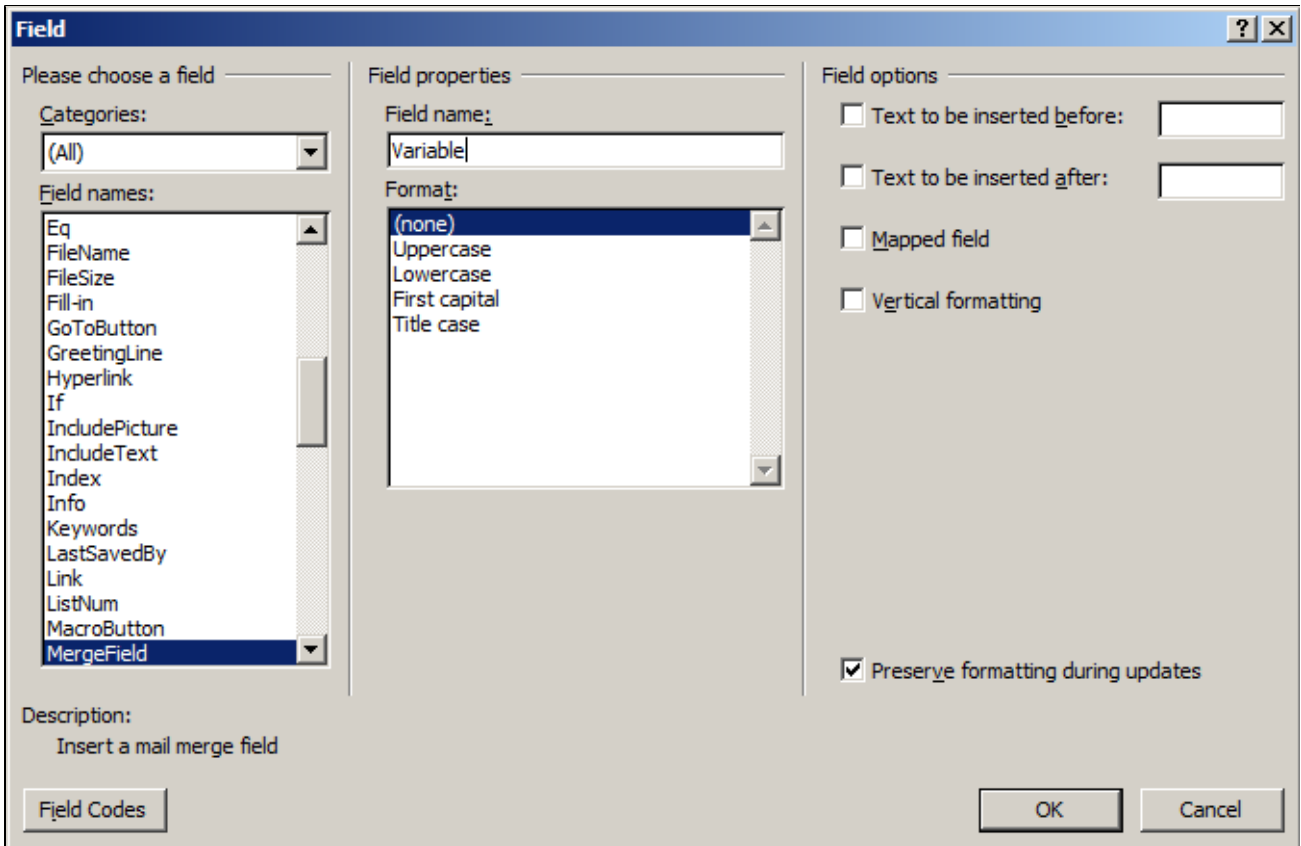 Field
Please choose a field
Categories:
(All)
Field names:
Eq
FileName
FileSize
Fill-in
GoToButton
GreetingLine
Hyperlink
If
IncludePicture
IncludeText
Index
Info
Keywords
LastSavedBy
Link
ListNum
MacroButton
MergeField
Field properties
Field name:
Variable
Format:
(none)
Uppercase
Lowercase
First capital
Title case
Field options
Text to be inserted before:
Text to be inserted after:
Mapped field
Vertical formatting
Preserve formatting during updates
Description:
Insert a mail merge field
Field Codes
OK
Cancel